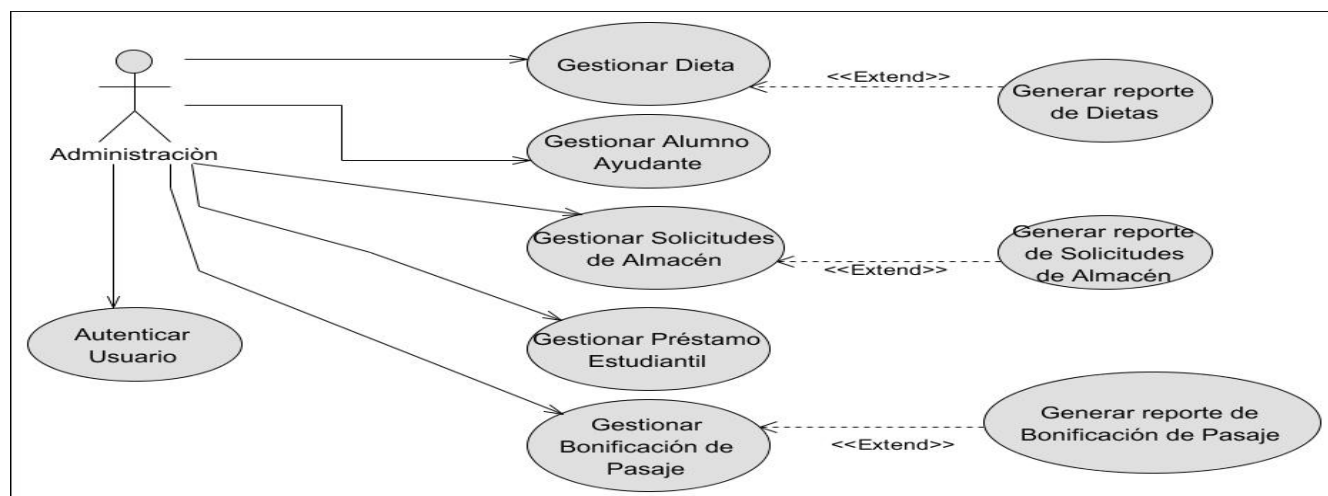 Gestionar Dieta
<<Extend>>
Generar reporte
de Dietas
Administraciòn
Gestionar Alumno
Ayudante
Gestionar Solicitudes
de Almacén
<<Extend>>
Generar reporte
de Solicitudes
de Almacén
Autenticar
Usuario
Gestionar Préstamo
Estudiantil
Gestionar
Bonificación de
Pasaje
<<Extend>>
Generar reporte de
Bonificación de Pasaje